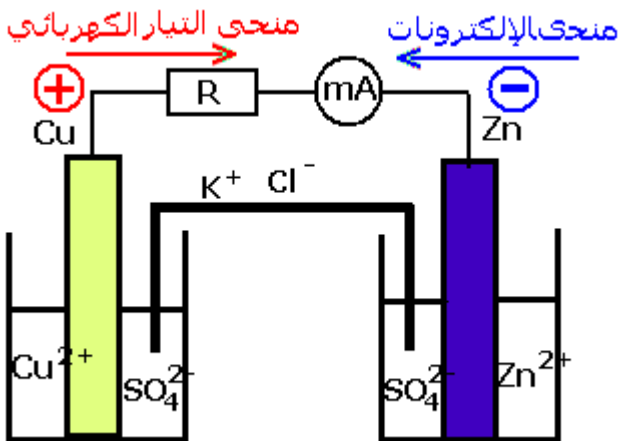 منحى التيار الكهربائي
منحى الإلكترونات
+
−
R
mA
Cu
Zn
K⁺ Cl⁻
Cu²⁺
SO₄²⁻
SO₄²⁻
Zn²⁺